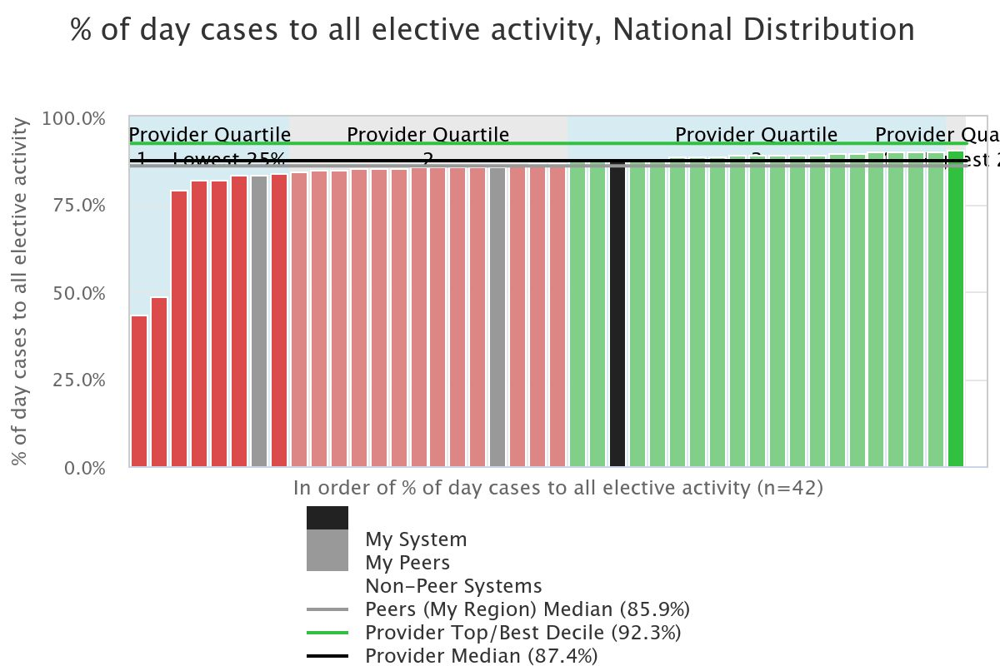 % of day cases to all elective activity, National Distribution
% of day cases to all elective activity
100.0%
75.0%
50.0%
25.0%
0.0%
Provider Quartile
1 - Lowest 25%
Provider Quartile
2
Provider Quartile
3
Provider Qua
In order of % of day cases to all elective activity (n=42)
My System
My Peers
Non-Peer Systems
Peers (My Region) Median (85.9%)
Provider Top/Best Decile (92.3%)
Provider Median (87.4%)